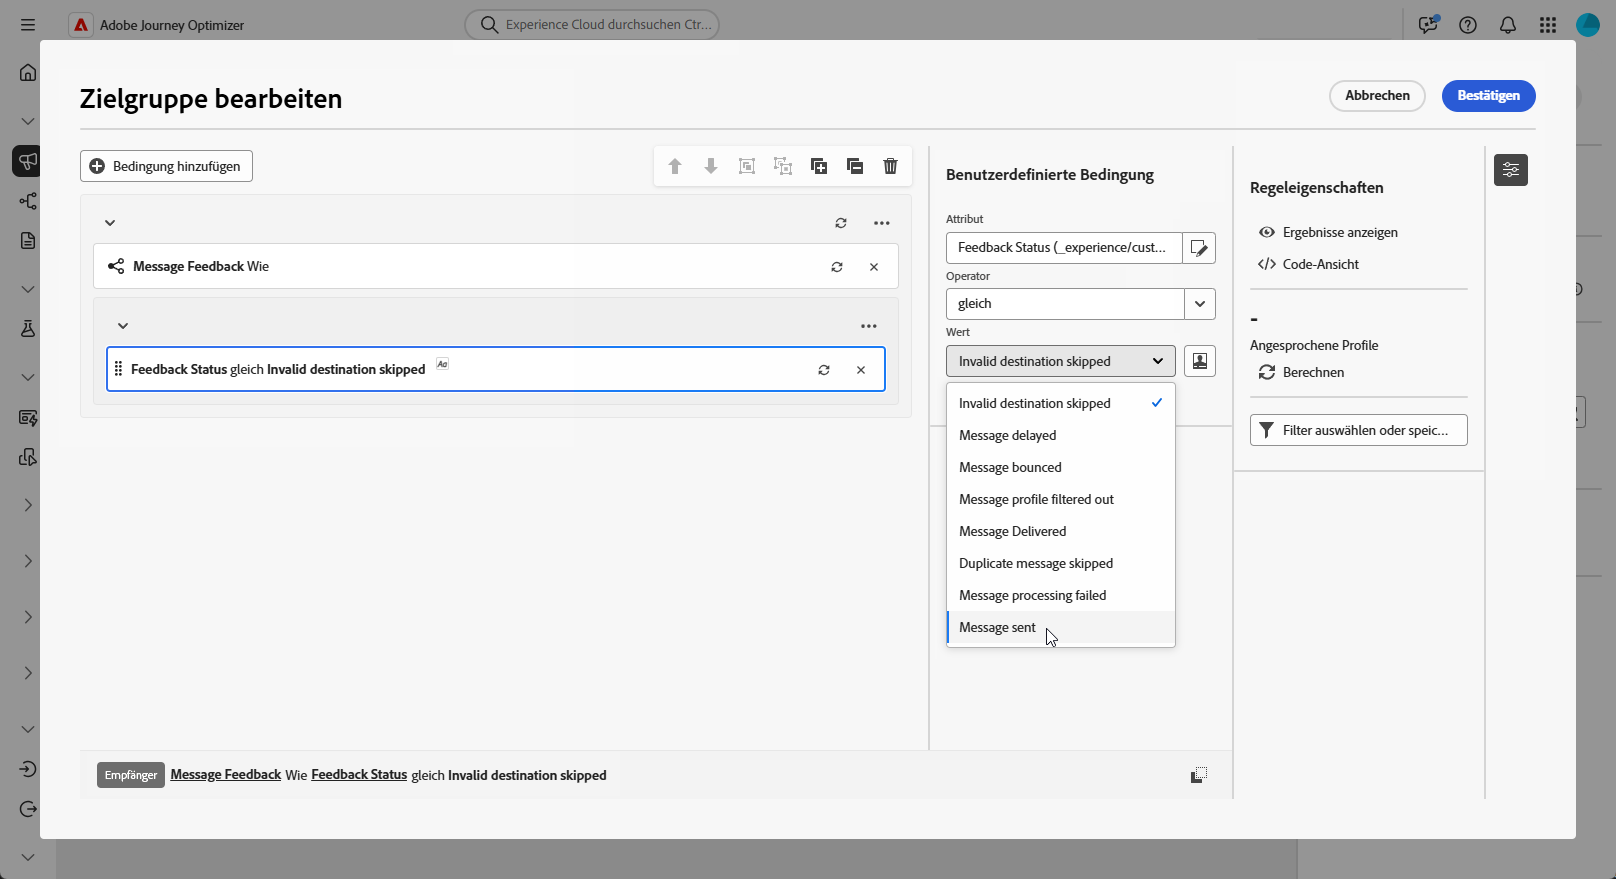 Adobe Journey Optimizer
Experience Cloud durchsuchen Ctr...
Zielgruppe bearbeiten
Abbrechen
Bestätigen
Bedingung hinzufügen
Message Feedback Wie
Feedback Status gleich Invalid destination skipped Aa
Benutzerdefinierte Bedingung
Attribut
Feedback Status (_experience/cust...
Operator
gleich
Wert
Invalid destination skipped
Invalid destination skipped
Message delayed
Message bounced
Message profile filtered out
Message Delivered
Duplicate message skipped
Message processing failed
Message sent
Regeleigenschaften
Ergebnisse anzeigen
</> Code-Ansicht
-
Angesprochene Profile
Berechnen
Filter auswählen oder speic...
Empfänger Message Feedback Wie Feedback Status gleich Invalid destination skipped